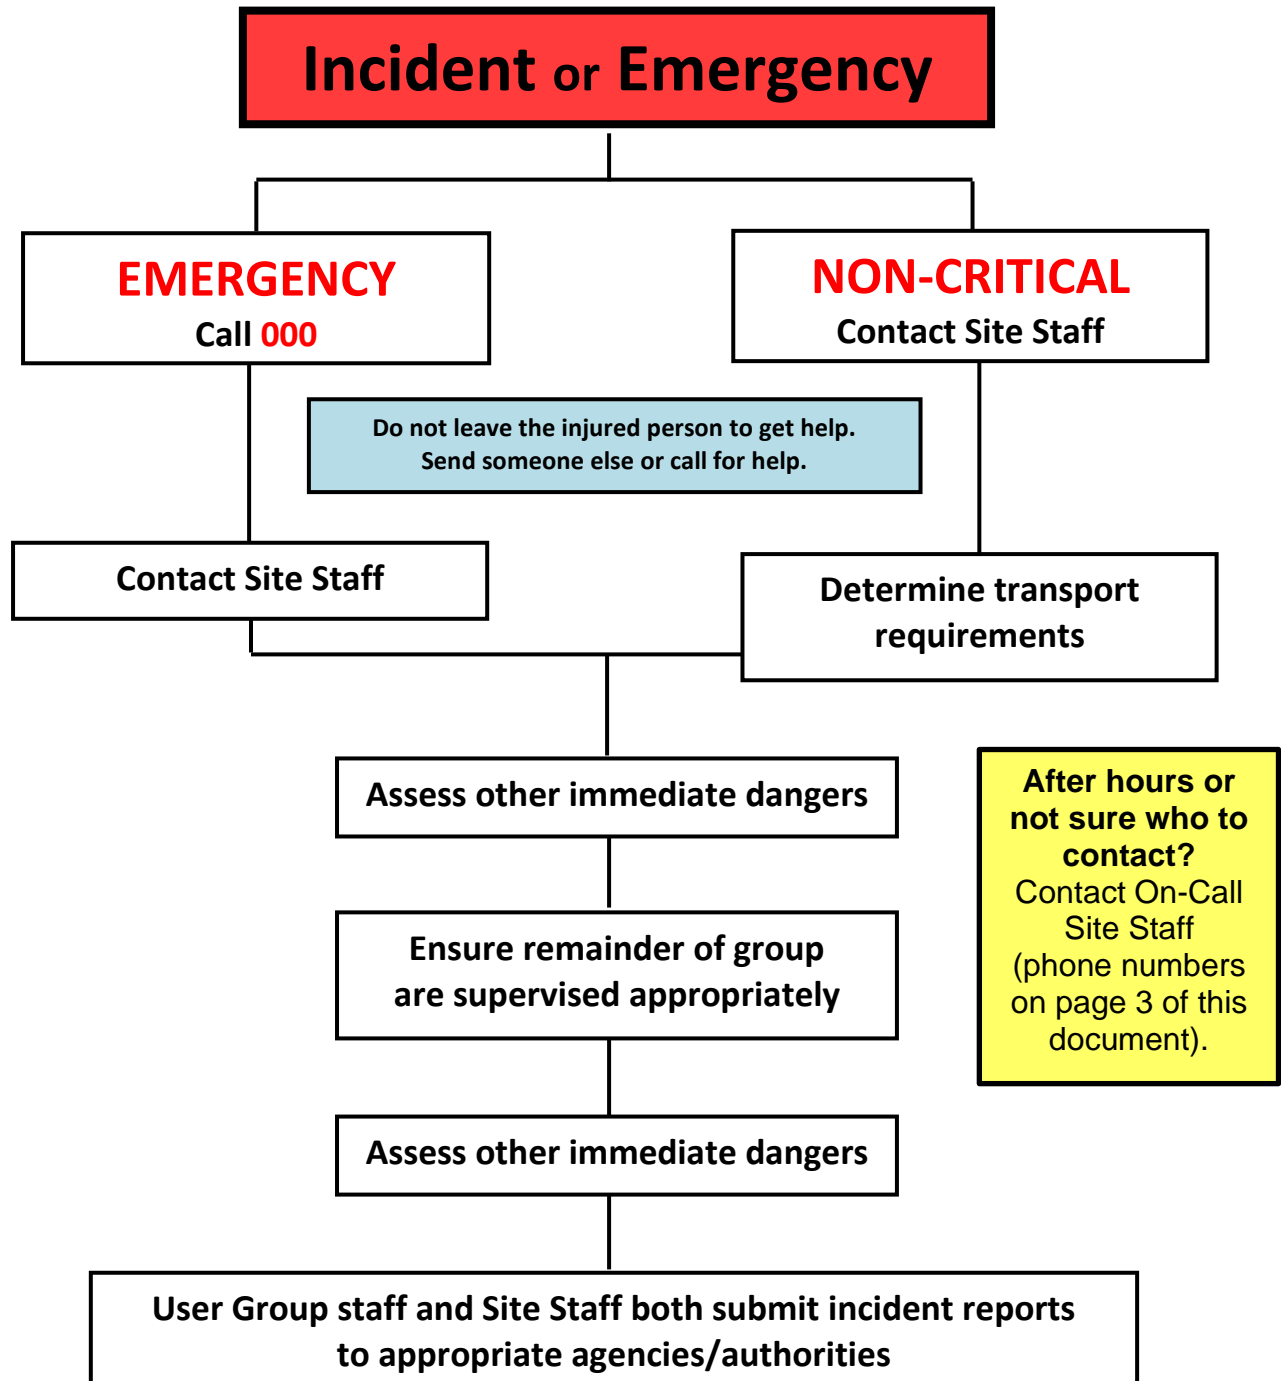 Incident or Emergency
EMERGENCY
Call 000
NON-CRITICAL
Contact Site Staff
Do not leave the injured person to get help.
Send someone else or call for help.
Contact Site Staff
Determine transport
requirements
Assess other immediate dangers
After hours or
not sure who to
contact?
Contact On-Call
Site Staff
(phone numbers
on page 3 of this
document).
Ensure remainder of group
are supervised appropriately
Assess other immediate dangers
User Group staff and Site Staff both submit incident reports
to appropriate agencies/authorities